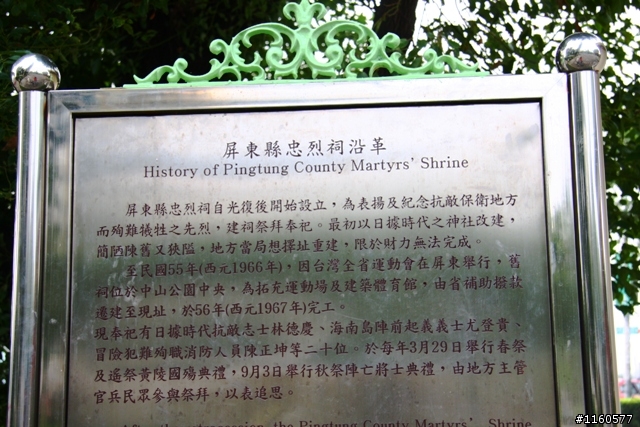 屏東縣忠烈祠沿革
History of Pingtung County Martyrs' Shrine
屏東縣忠烈祠自光復後開始設立，為表揚及紀念抗敵保衛地方
而殉難犧牲之先烈，建祠祭拜奉祀。最初以日據時代之神社改建，
簡陋陳舊又狹隘，地方當局想擇址重建，限於財力無法完成。
至民國55年(西元1966年)，因台灣全省運動會在屏東舉行，舊
祠位於中山公園中央，為拓充運動場及建築體育館，由省補助撥款
遷建至現址，於56年(西元1967年)完工。
現奉祀有日據時代抗敵志士林德慶、海南島陣前起義義士尤登貴、
冒險犯難殉職消防人員陳正坤等二十位。於每年3月29日舉行春祭
及遙祭黃陵國殤典禮，9月3日舉行秋祭陣亡將士典禮，由地方主管
官兵民眾參與祭拜，以表追思。
the Pingtung County Martyrs' Shrine
#1160577